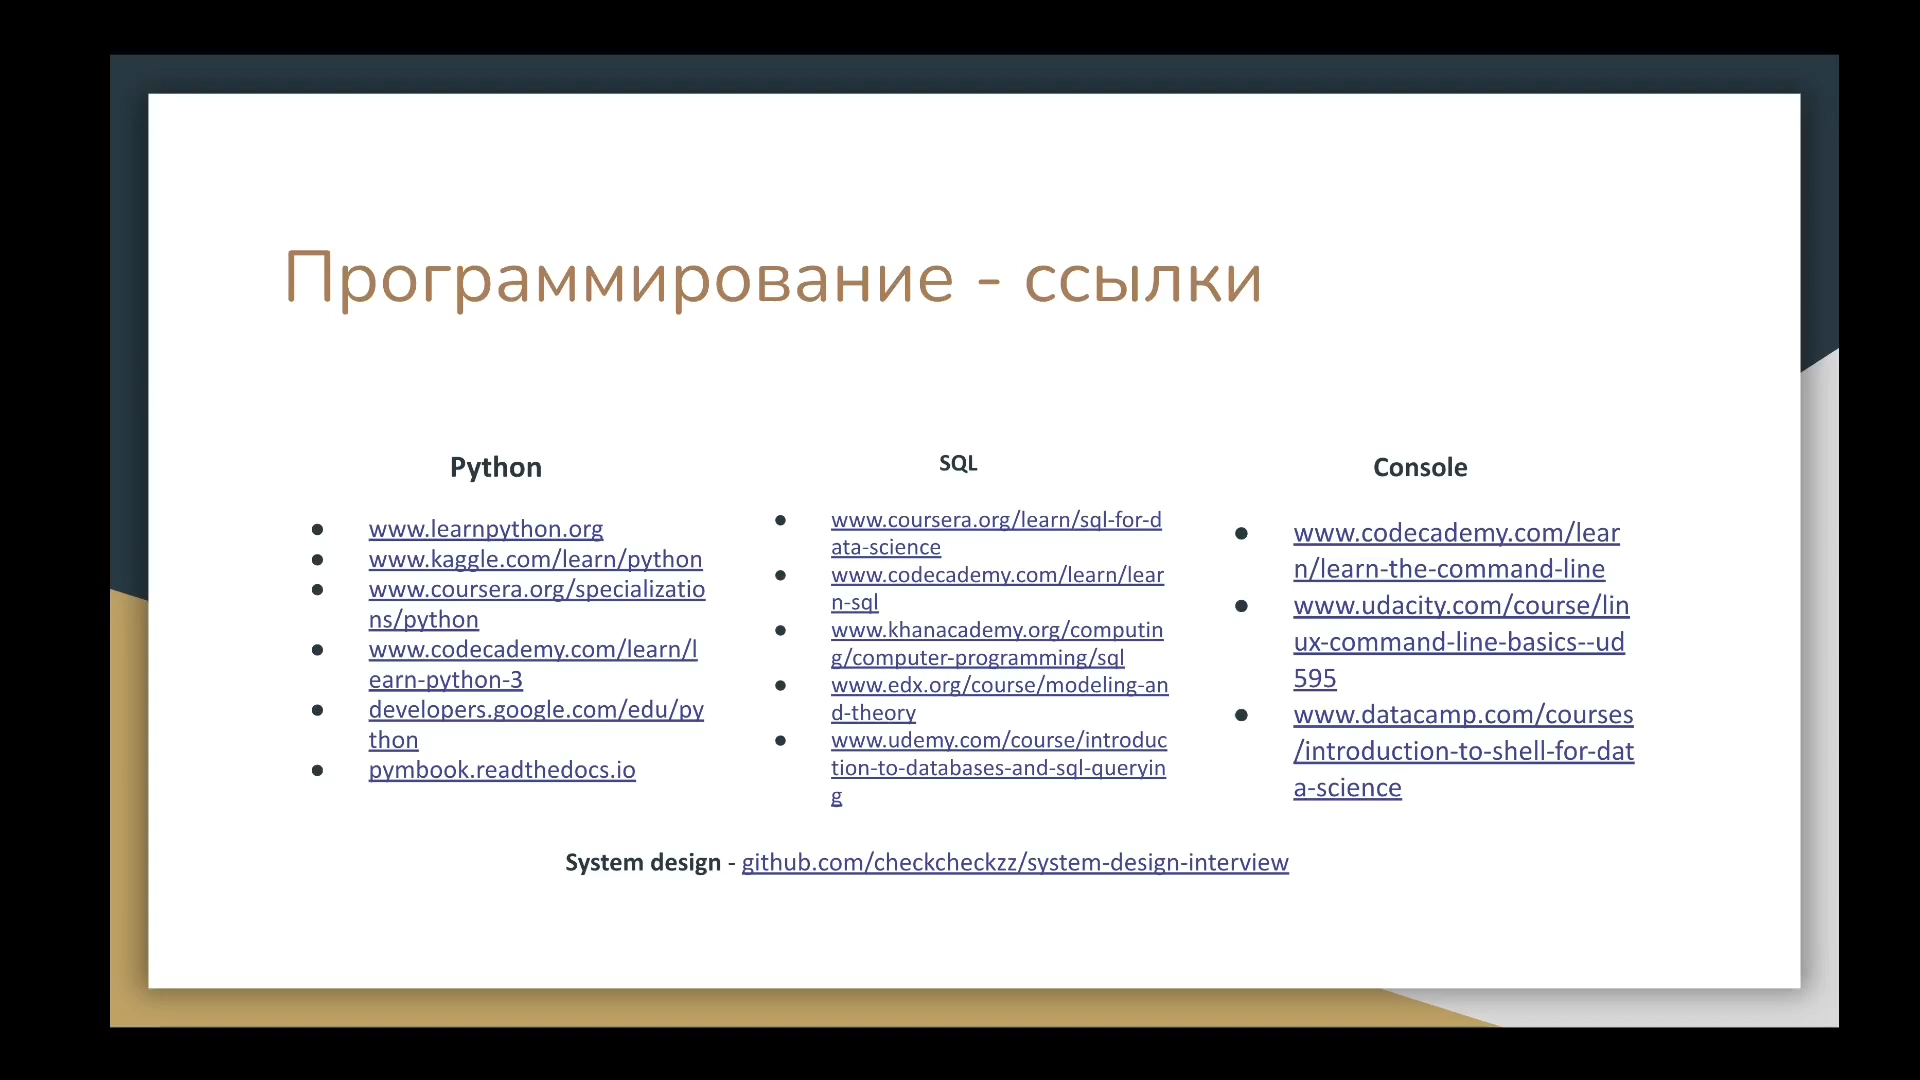 Программирование - ссылки
Python
www.learnpython.org
www.kaggle.com/learn/python
www.coursera.org/specializatio
ns/python
www.codecademy.com/learn/l
earn-python-3
developers.google.com/edu/py
thon
pymbook.readthedocs.io
SQL
www.coursera.org/learn/sql-for-d
ata-science
www.codecademy.com/learn/lear
n-sql
www.khanacademy.org/computin
g/computer-programming/sql
www.edx.org/course/modeling-an
d-theory
www.udemy.com/course/introduc
tion-to-databases-and-sql-queryin
g
Console
www.codecademy.com/lear
n/learn-the-command-line
www.udacity.com/course/lin
ux-command-line-basics--ud
595
www.datacamp.com/courses
/introduction-to-shell-for-dat
a-science
System design - github.com/checkcheckzz/system-design-interview